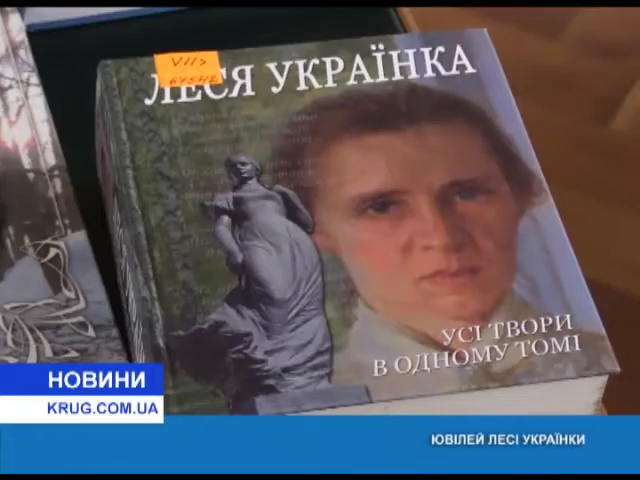 ЛЕСЯ УКРАЇНКА
УСІ ТВОРИ
В ОДНОМУ ТОМІ
НОВИНИ
KRUG.COM.UA
ЮВІЛЕЙ ЛЕСІ УКРАЇНКИ